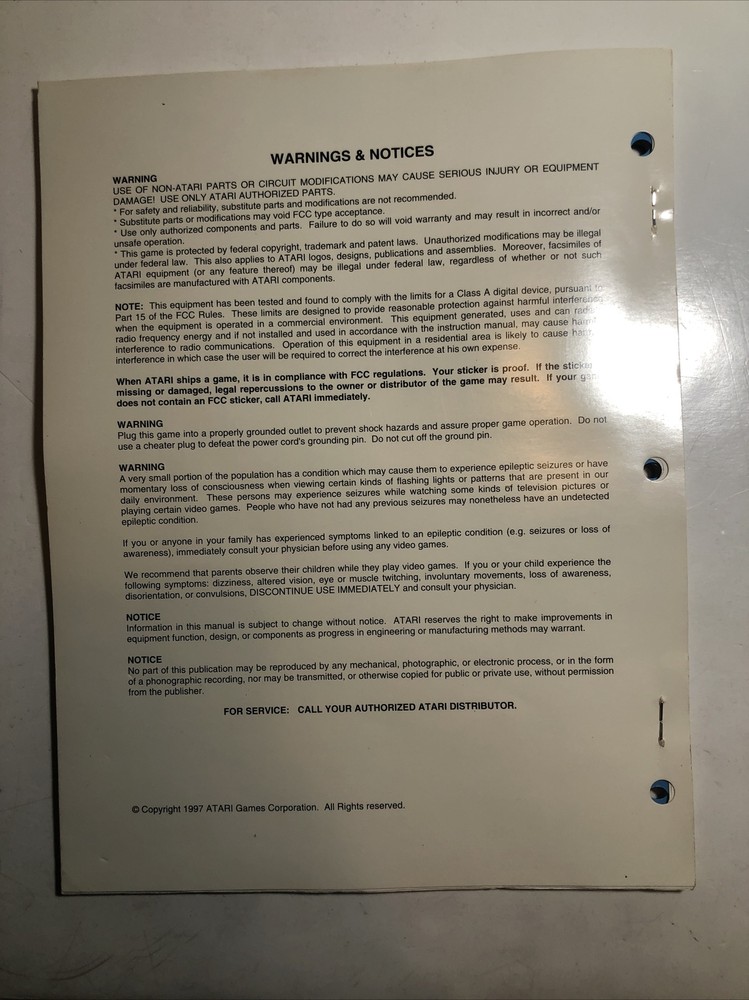 WARNINGS & NOTICES
WARNING
USE OF NON-ATARI PARTS OR CIRCUIT MODIFICATIONS MAY CAUSE SERIOUS INJURY OR EQUIPMENT
DAMAGE! USE ONLY ATARI AUTHORIZED PARTS.
* For safety and reliability, substitute parts and modifications are not recommended.
* Substitute parts or modifications may void FCC type acceptance.
* Use only authorized components and parts. Failure to do so will void warranty and may result in incorrect and/or
unsafe operation.
* This game is protected by federal copyright, trademark and patent laws. Unauthorized modifications may be illegal
under federal law. This also applies to ATARI logos, designs, publications and assemblies. Moreover, facsimiles of
ATARI equipment (or any feature thereof) may be illegal under federal law, regardless of whether or not such
facsimiles are manufactured with ATARI components.
NOTE: This equipment has been tested and found to comply with the limits for a Class A digital device, pursuant to
Part 15 of the FCC Rules. These limits are designed to provide reasonable protection against harmful interference
when the equipment is operated in a commercial environment. This equipment generated, uses and can
radio frequency energy and if not installed and used in accordance with the instruction manual, may cause
interference to radio communications. Operation of this equipment in a residential area is likely to cause
interference in which case the user will be required to correct the interference at his own expense.
When ATARI ships a game, it is in compliance with FCC regulations. Your sticker is proof. If the
missing or damaged, legal repercussions to the owner or distributor of the game may result. If your
does not contain an FCC sticker, call ATARI immediately.
WARNING
Plug this game into a properly grounded outlet to prevent shock hazards and assure proper game operation. Do not
use a cheater plug to defeat the power cord's grounding pin. Do not cut off the ground pin.
WARNING
A very small portion of the population has a condition which may cause them to experience epileptic seizures or have
momentary loss of consciousness when viewing certain kinds of flashing lights or patterns that are present in our
daily environment. These persons may experience seizures while watching some kinds of television pictures or
playing certain video games. People who have not had any previous seizures may nonetheless have an undetected
epileptic condition.
If you or anyone in your family has experienced symptoms linked to an epileptic condition (e.g. seizures or loss of
awareness), immediately consult your physician before using any video games.
We recommend that parents observe their children while they play video games. If you or your child experience the
following symptoms: dizziness, altered vision, eye or muscle twitching, involuntary movements, loss of awareness,
disorientation, or convulsions, DISCONTINUE USE IMMEDIATELY and consult your physician.
NOTICE
Information in this manual is subject to change without notice. ATARI reserves the right to make improvements in
equipment function, design, or components as progress in engineering or manufacturing methods may warrant.
NOTICE
No part of this publication may be reproduced by any mechanical, photographic, or electronic process, or in the form
of a phonographic recording, nor may be transmitted, or otherwise copied for public or private use, without permission
from the publisher.
FOR SERVICE: CALL YOUR AUTHORIZED ATARI DISTRIBUTOR.
© Copyright 1997 ATARI Games Corporation. All Rights reserved.